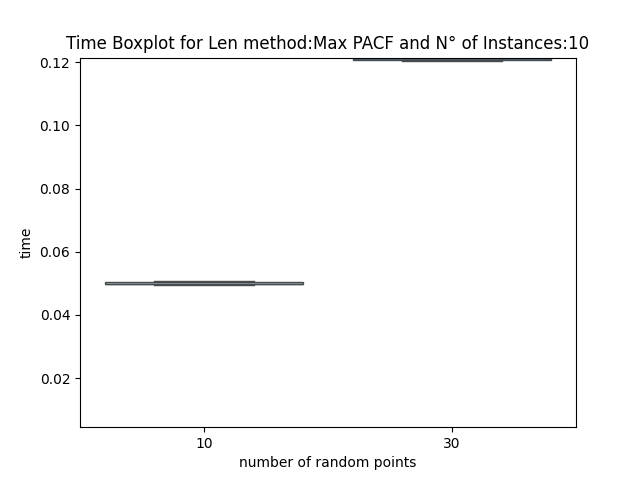 Time Boxplot for Len method:Max PACF and N° of Instances:10
0.12
0.10
0.08
0.06
0.04
0.02
time
10
30
number of random points